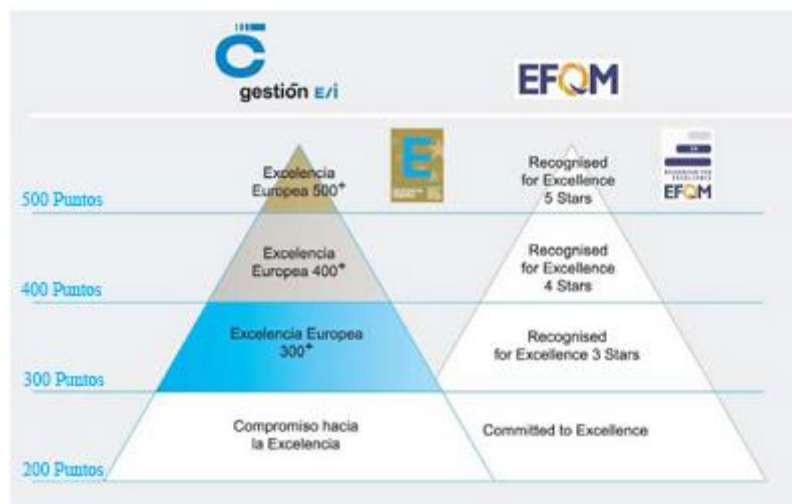 gestión E/i
EFQM
Excelencia
Europea 500+
E
Recognised
for Excellence
5 Stars
EFQM
500 Puntos
Excelencia
Europea 400+
Recognised
for Excellence
4 Stars
400 Puntos
Excelencia Europea
300+
Recognised
for Excellence 3 Stars
300 Puntos
Compromiso hacia
la Excelencia
Committed to Excellence
200 Puntos